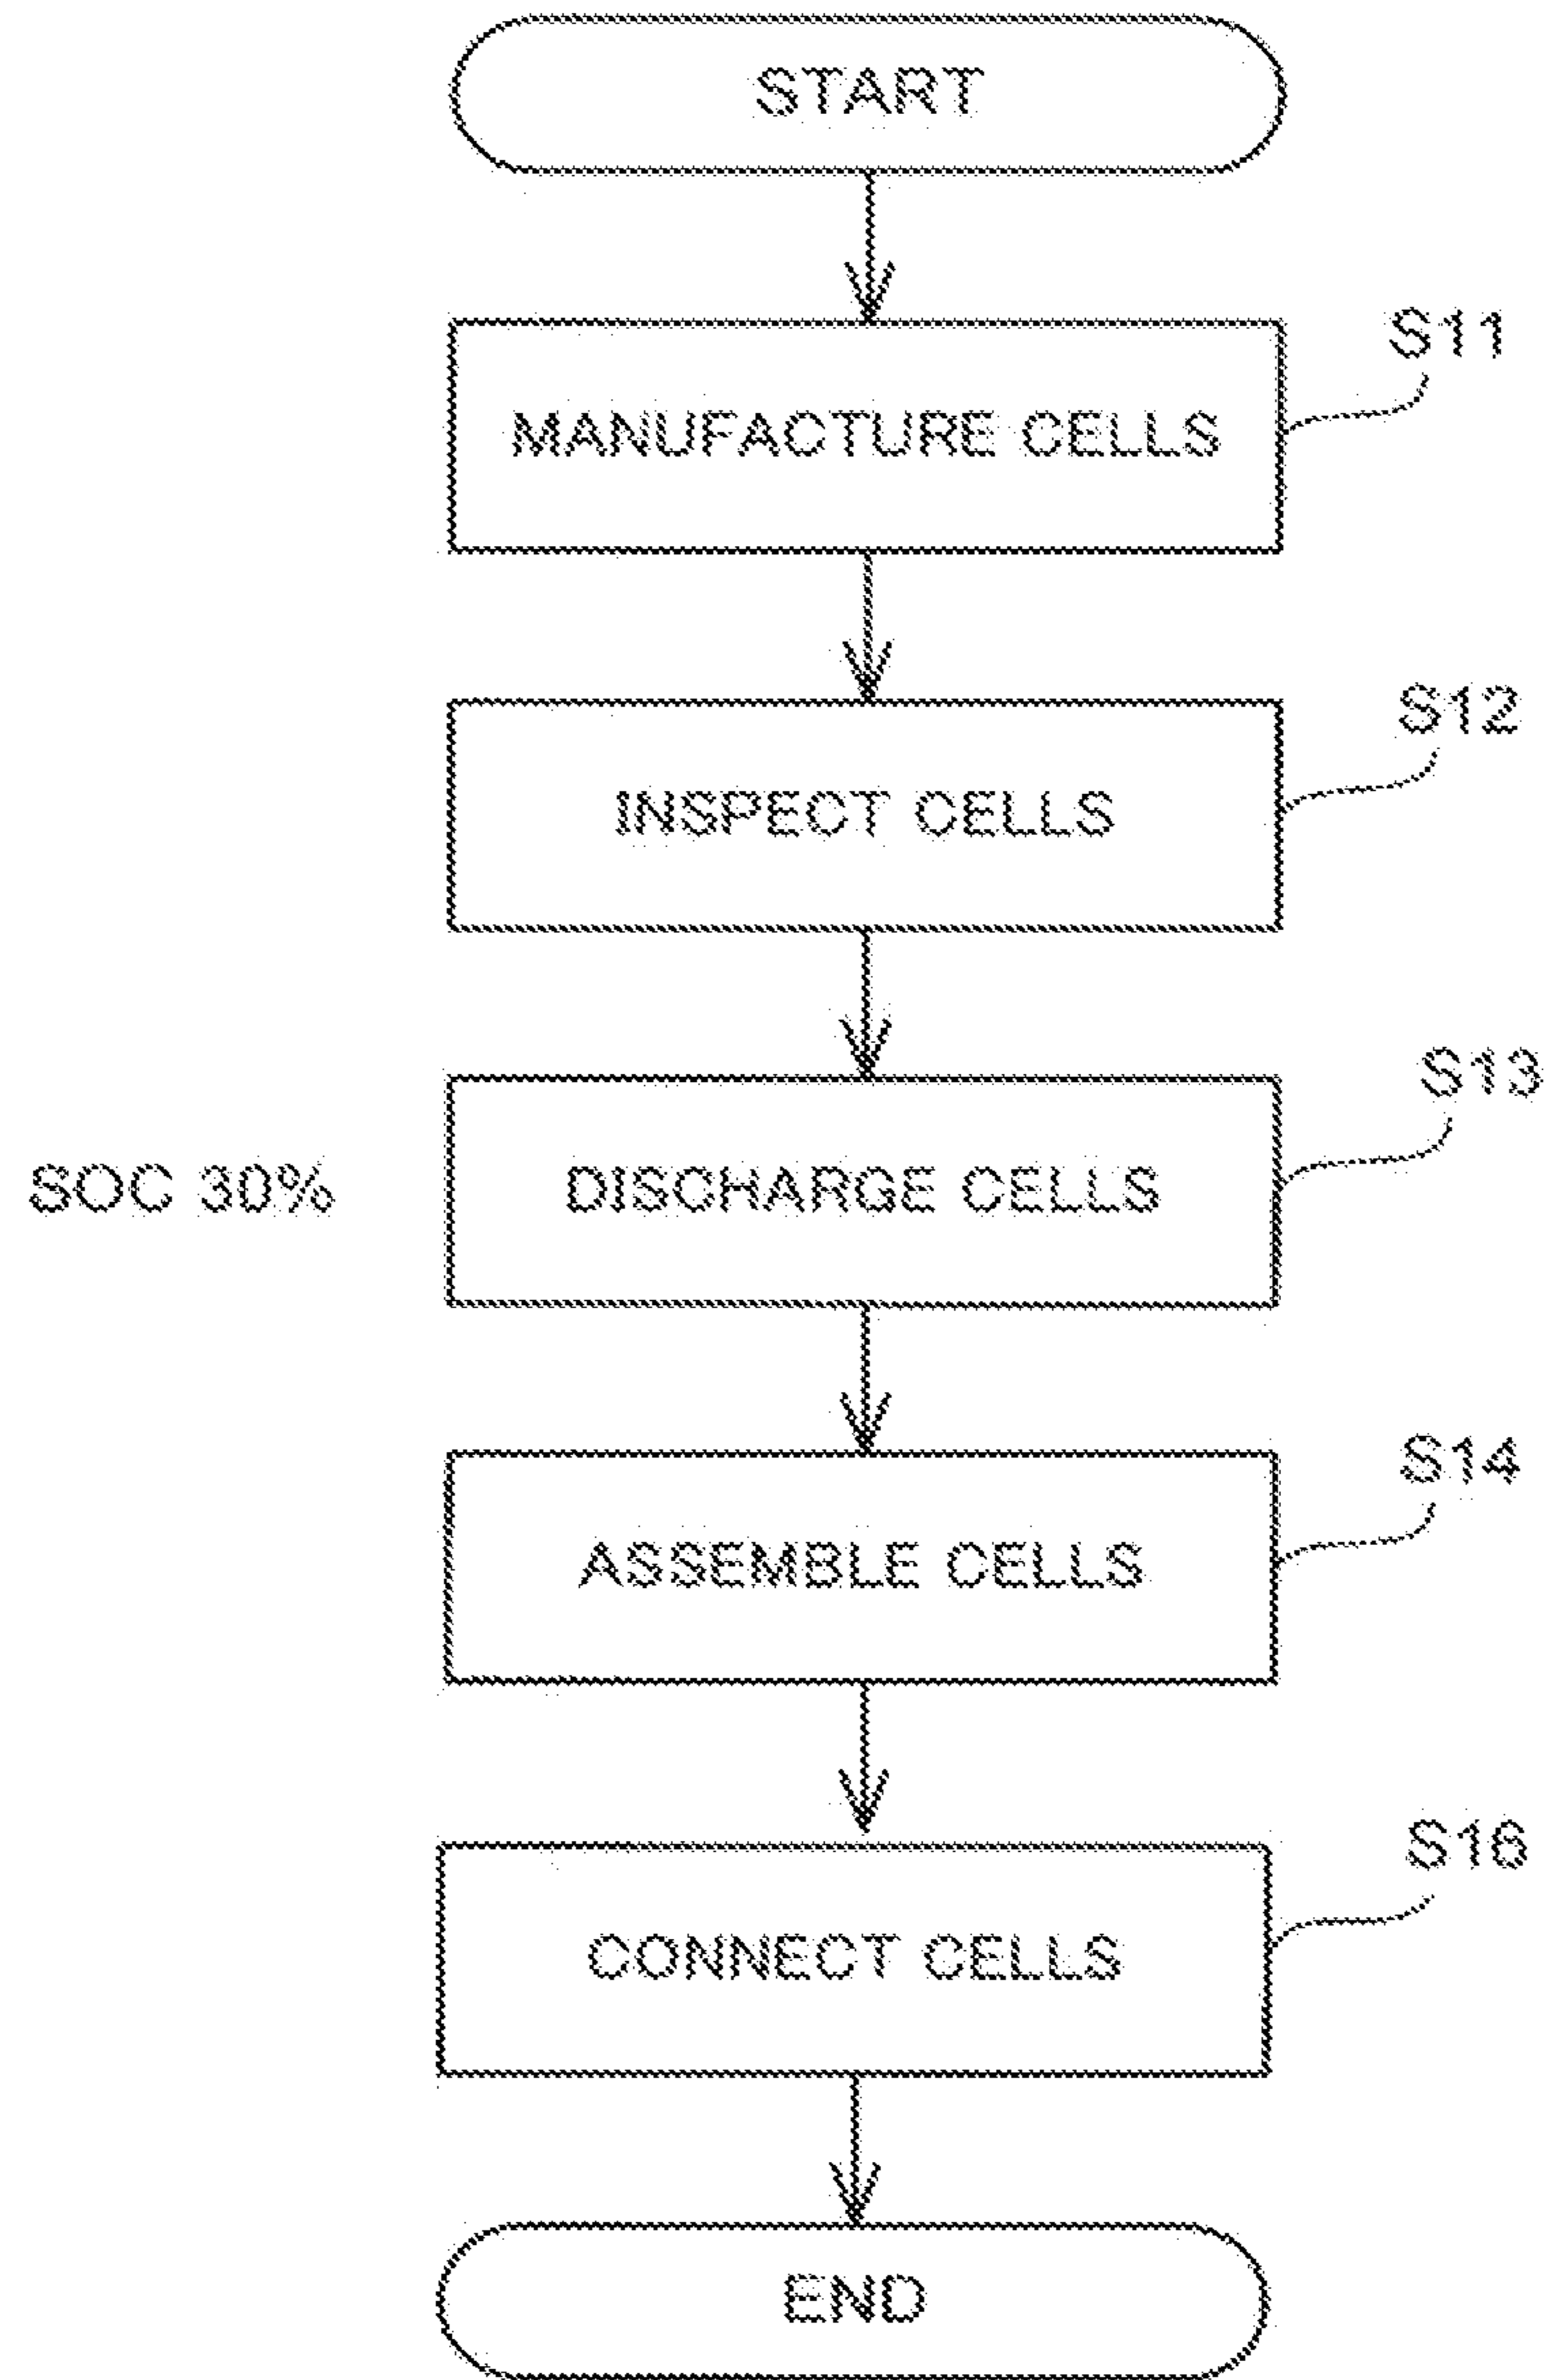 START
S11
MANUFACTURE CELLS
S12
INSPECT CELLS
S13
SOC 30% DISCHARGE CELLS
S14
ASSEMBLE CELLS
S16
CONNECT CELLS
END